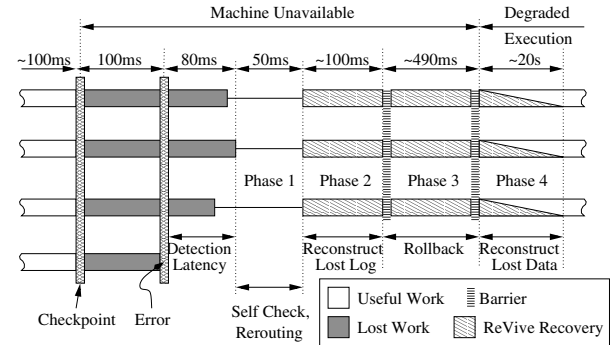 Machine Unavailable
Degraded
Execution
~100ms 100ms 80ms 50ms ~100ms ~490ms ~20s
Phase 1 Phase 2 Phase 3 Phase 4
Detection
Latency
Reconstruct
Lost Log
Rollback
Reconstruct
Lost Data
Self Check,
Rerouting
Checkpoint
Error
Useful Work
Barrier
Lost Work
ReVive Recovery